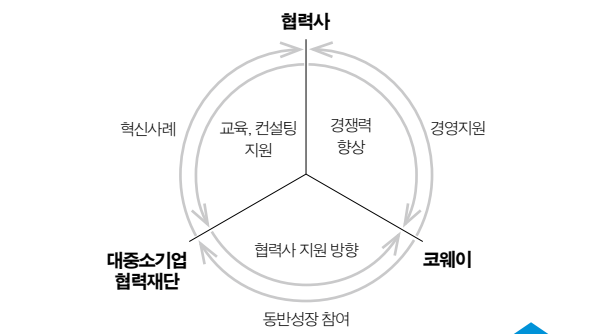 협력사
혁신사례
교육, 컨설팅
지원
경쟁력
향상
경영지원
협력사 지원 방향
대중소기업
협력재단
코웨이
동반성장 참여